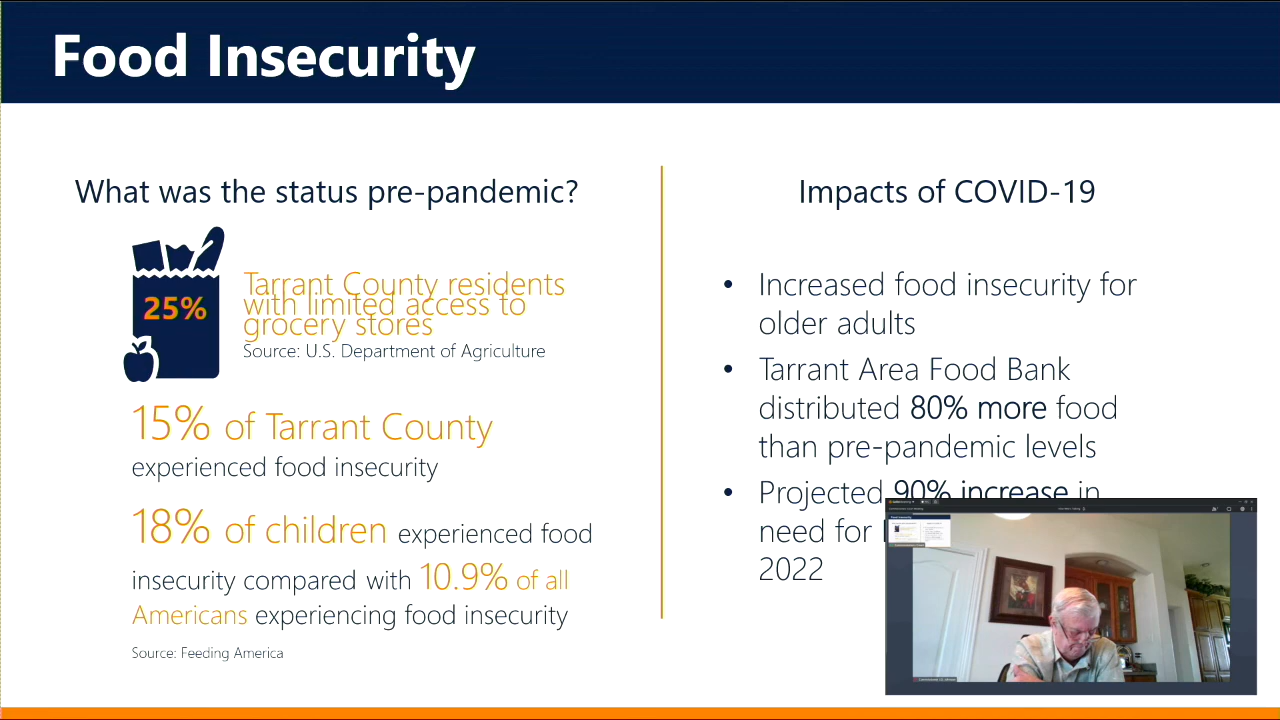 Food Insecurity
What was the status pre-pandemic?
25%
Tarrant County residents
with limited access to
grocery stores
Source: U.S. Department of Agriculture
15% of Tarrant County
experienced food insecurity
18% of children experienced food
insecurity compared with 10.9% of all
Americans experiencing food insecurity
Source: Feeding America
Impacts of COVID-19
• Increased food insecurity for
older adults
• Tarrant Area Food Bank
distributed 80% more food
than pre-pandemic levels
• Projected 90% increase in
need for
2022
Food Insecurity